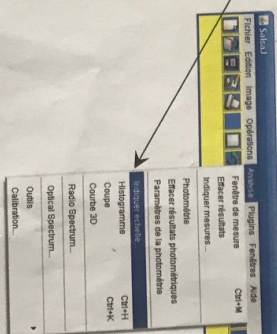 SalsaJ
Fichier Edition Image Opérations Analyse Plugins Fenêtres Aide
Fenêtre de mesure Ctrl+M
Effacer résultats
Indiquer mesures...
Photométrie
Effacer résultats photométriques
Paramètres de la photométrie
Indiquer echelle...
Histogramme Ctrl+H
Coupe Ctrl+K
Courbe 3D
Radio Spectrum...
Optical Spectrum...
Outils
Calibration...